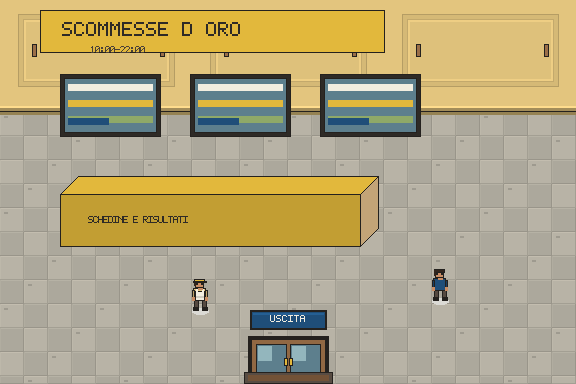 SCOMMESSE D ORO
10:00-22:00
SCHEDINE E RISULTATI
USCITA